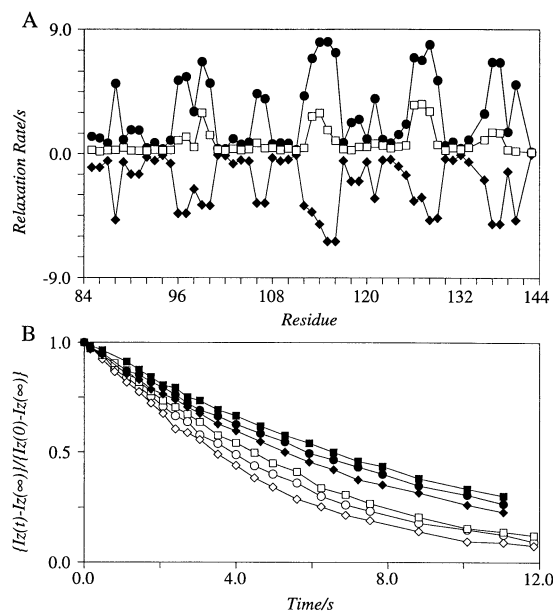 A
9.0
0.0
-9.0
Relaxation Rate/s
84 96 108 120 132 144
Residue
B
1.0
0.5
0.0
{Iz(t)-Iz(∞)}/{Iz(0)-Iz(∞)}
0.0 4.0 8.0 12.0
Time/s